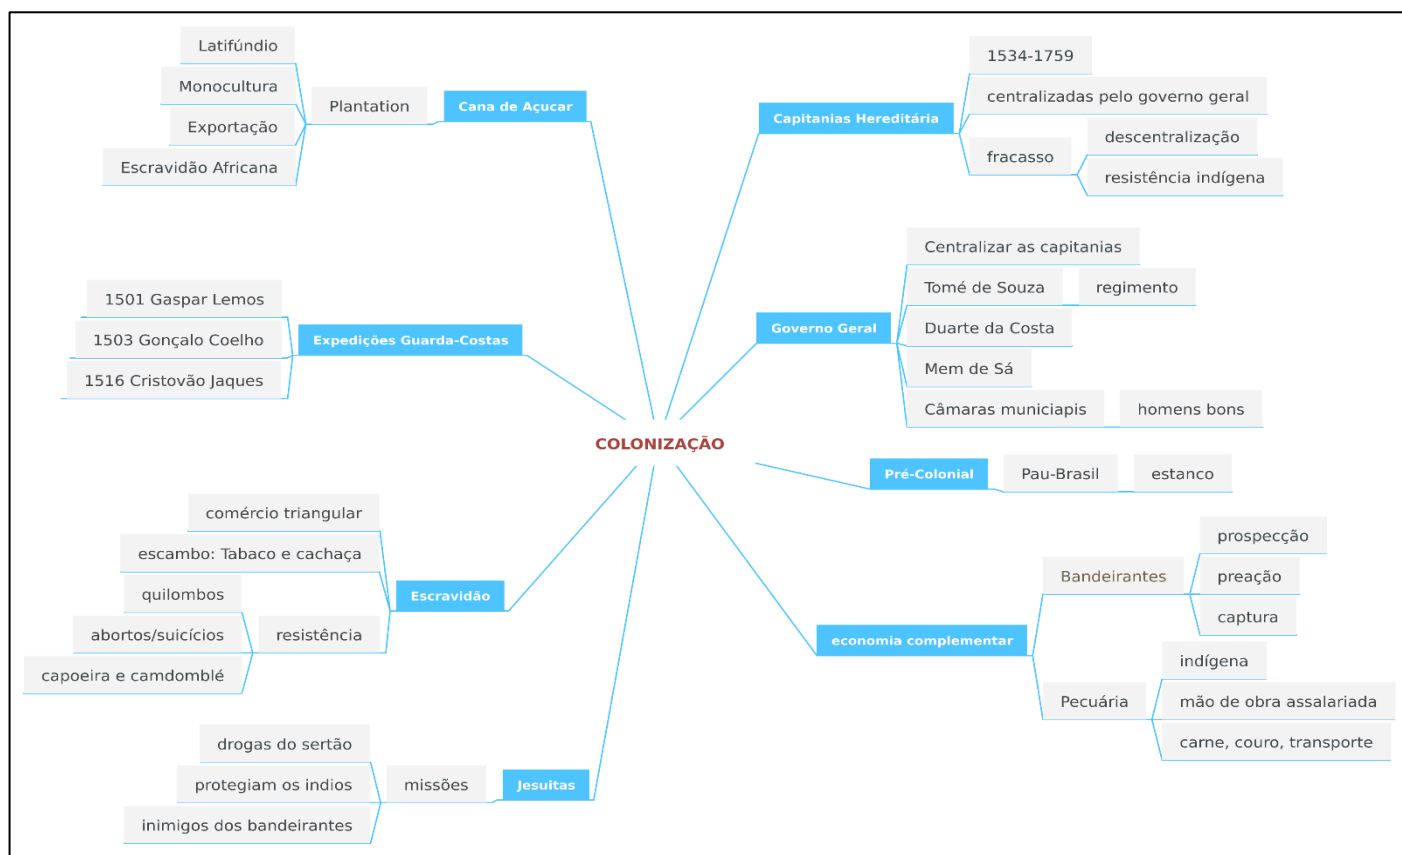 Latifúndio
Monocultura
Exportação
Escravidão Africana
Plantation
Cana de Açucar
1501 Gaspar Lemos
1503 Gonçalo Coelho
1516 Cristovão Jaques
Expedições Guarda-Costas
comércio triangular
escambo: Tabaco e cachaça
quilombos
abortos/suicícios
capoeira e camdomblé
resistência
Escravidão
drogas do sertão
protegiam os indios
inimigos dos bandeirantes
missões
Jesuitas
COLONIZAÇÃO
Capitanias Hereditária
1534-1759
centralizadas pelo governo geral
fracasso
descentralização
resistência indígena
Governo Geral
Centralizar as capitanias
Tomé de Souza
regimento
Duarte da Costa
Mem de Sá
Câmaras municiapis
homens bons
Pré-Colonial
Pau-Brasil
estanco
economia complementar
Bandeirantes
prospecção
preação
captura
Pecuária
indígena
mão de obra assalariada
carne, couro, transporte